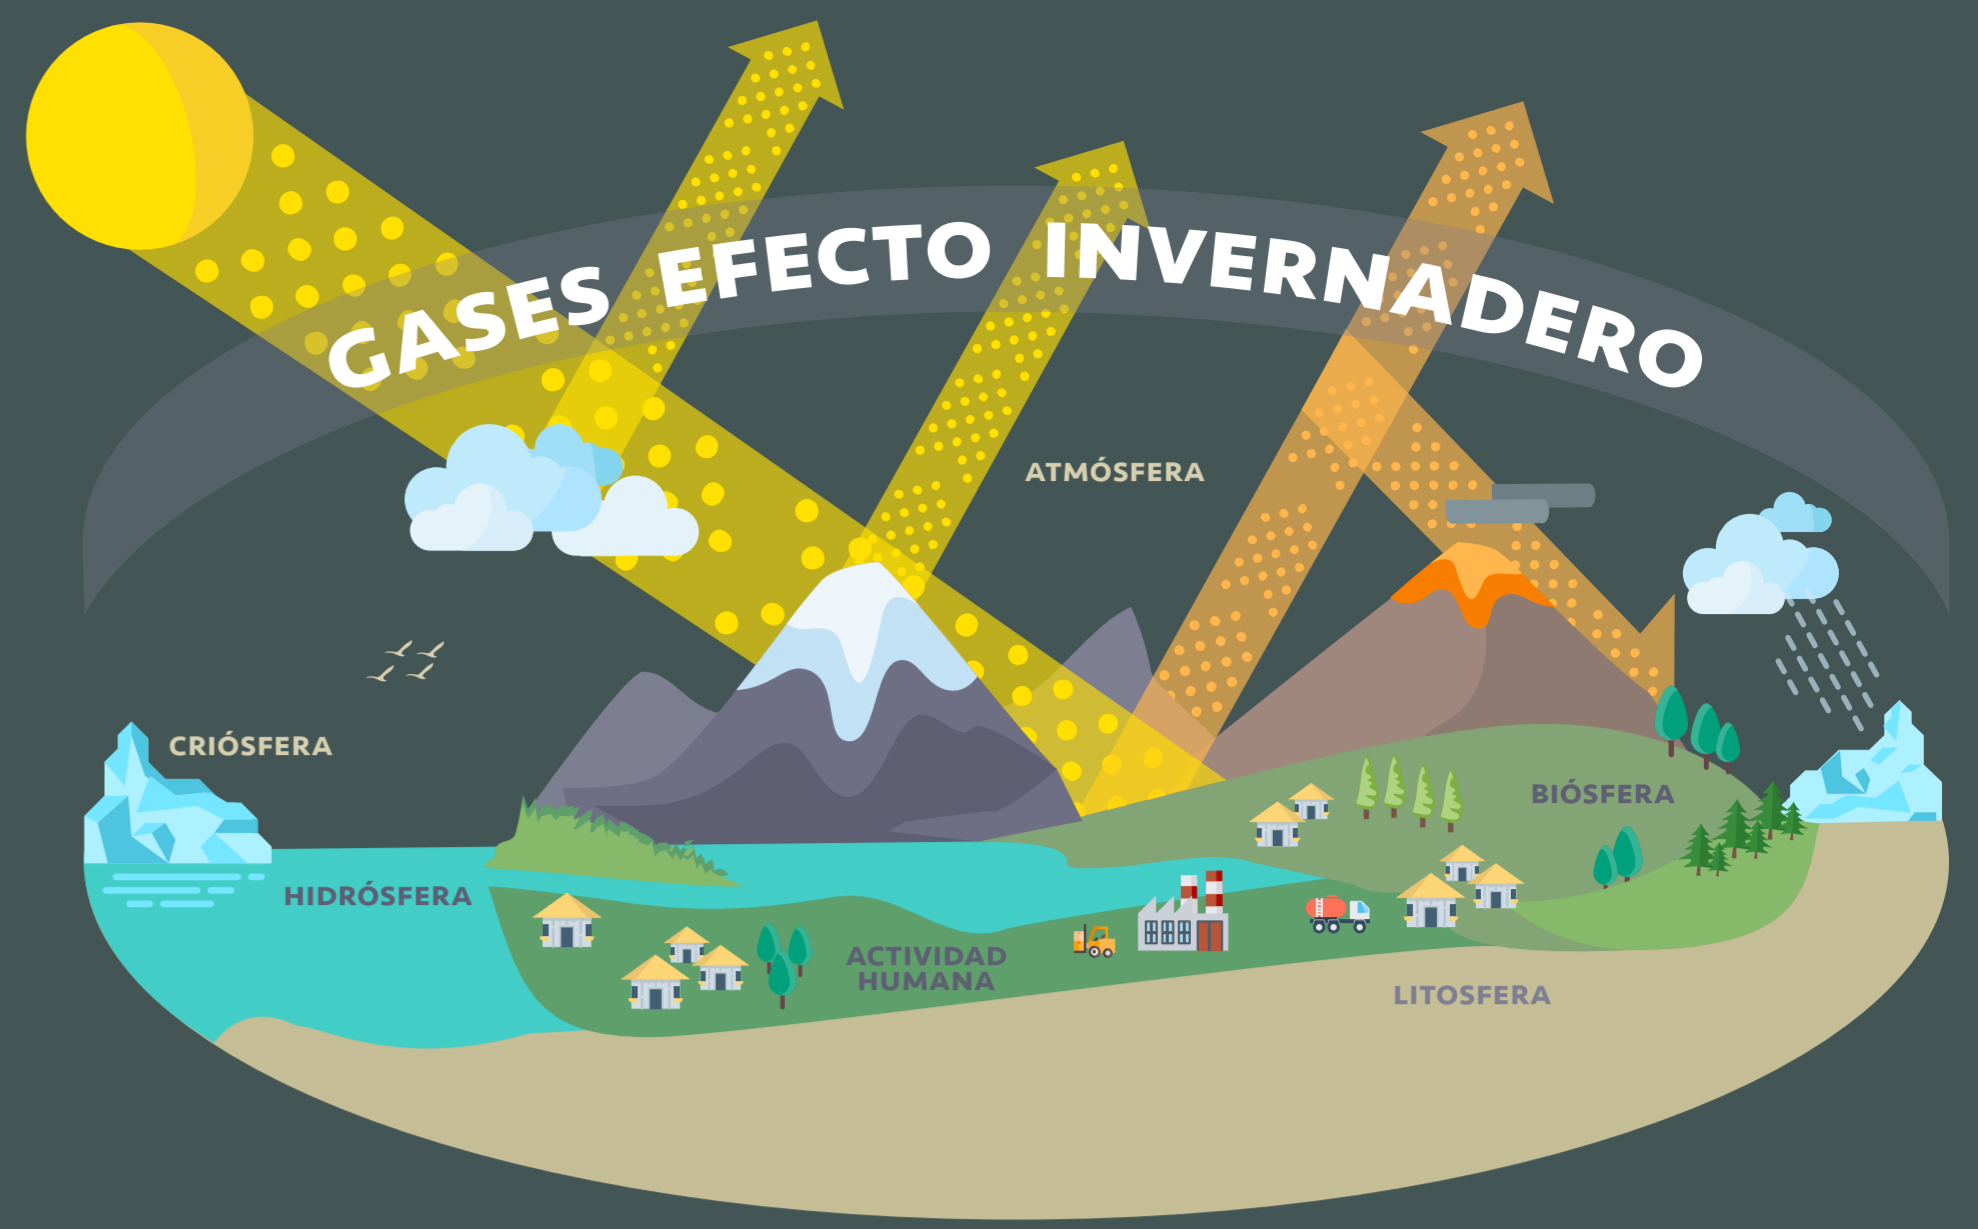 GASES EFECTO INVERNADERO
ATMÓSFERA
CRIÓSFERA
BIÓSFERA
HIDRÓSFERA
ACTIVIDAD
HUMANA
LITOSFERA